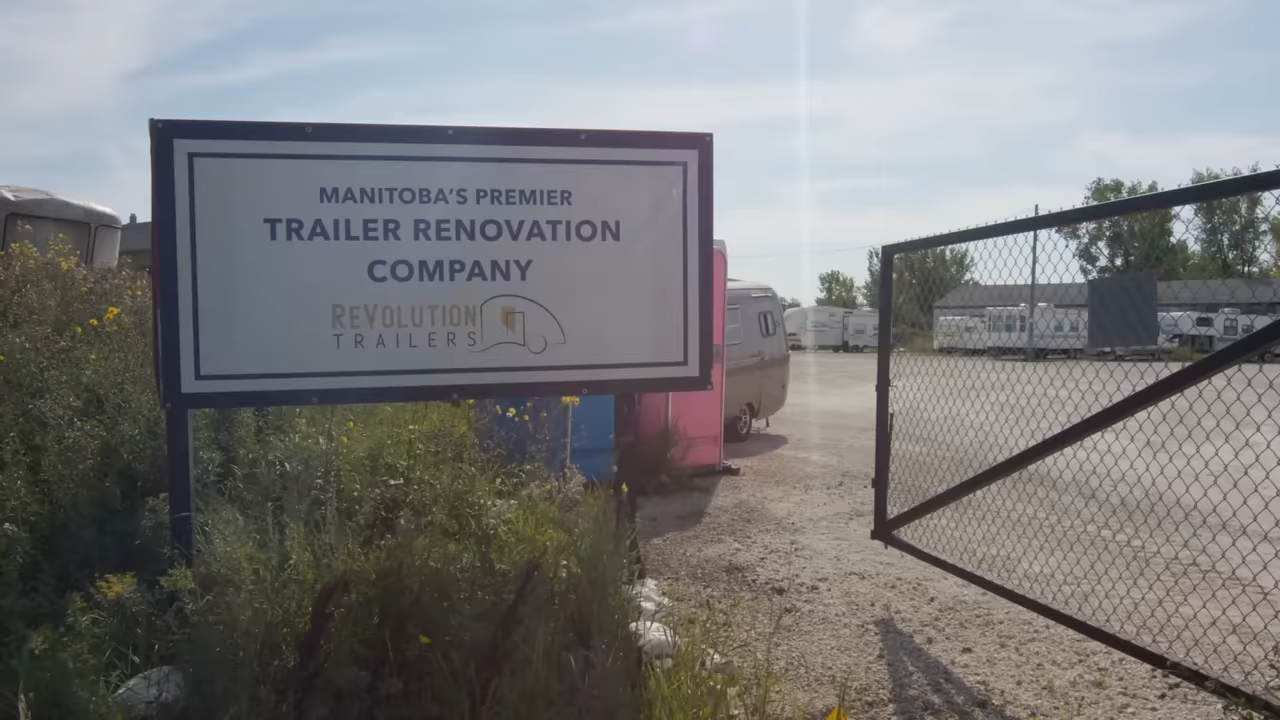 MANITOBA'S PREMIER
TRAILER RENOVATION
COMPANY
REVOLUTION
TRAILERS